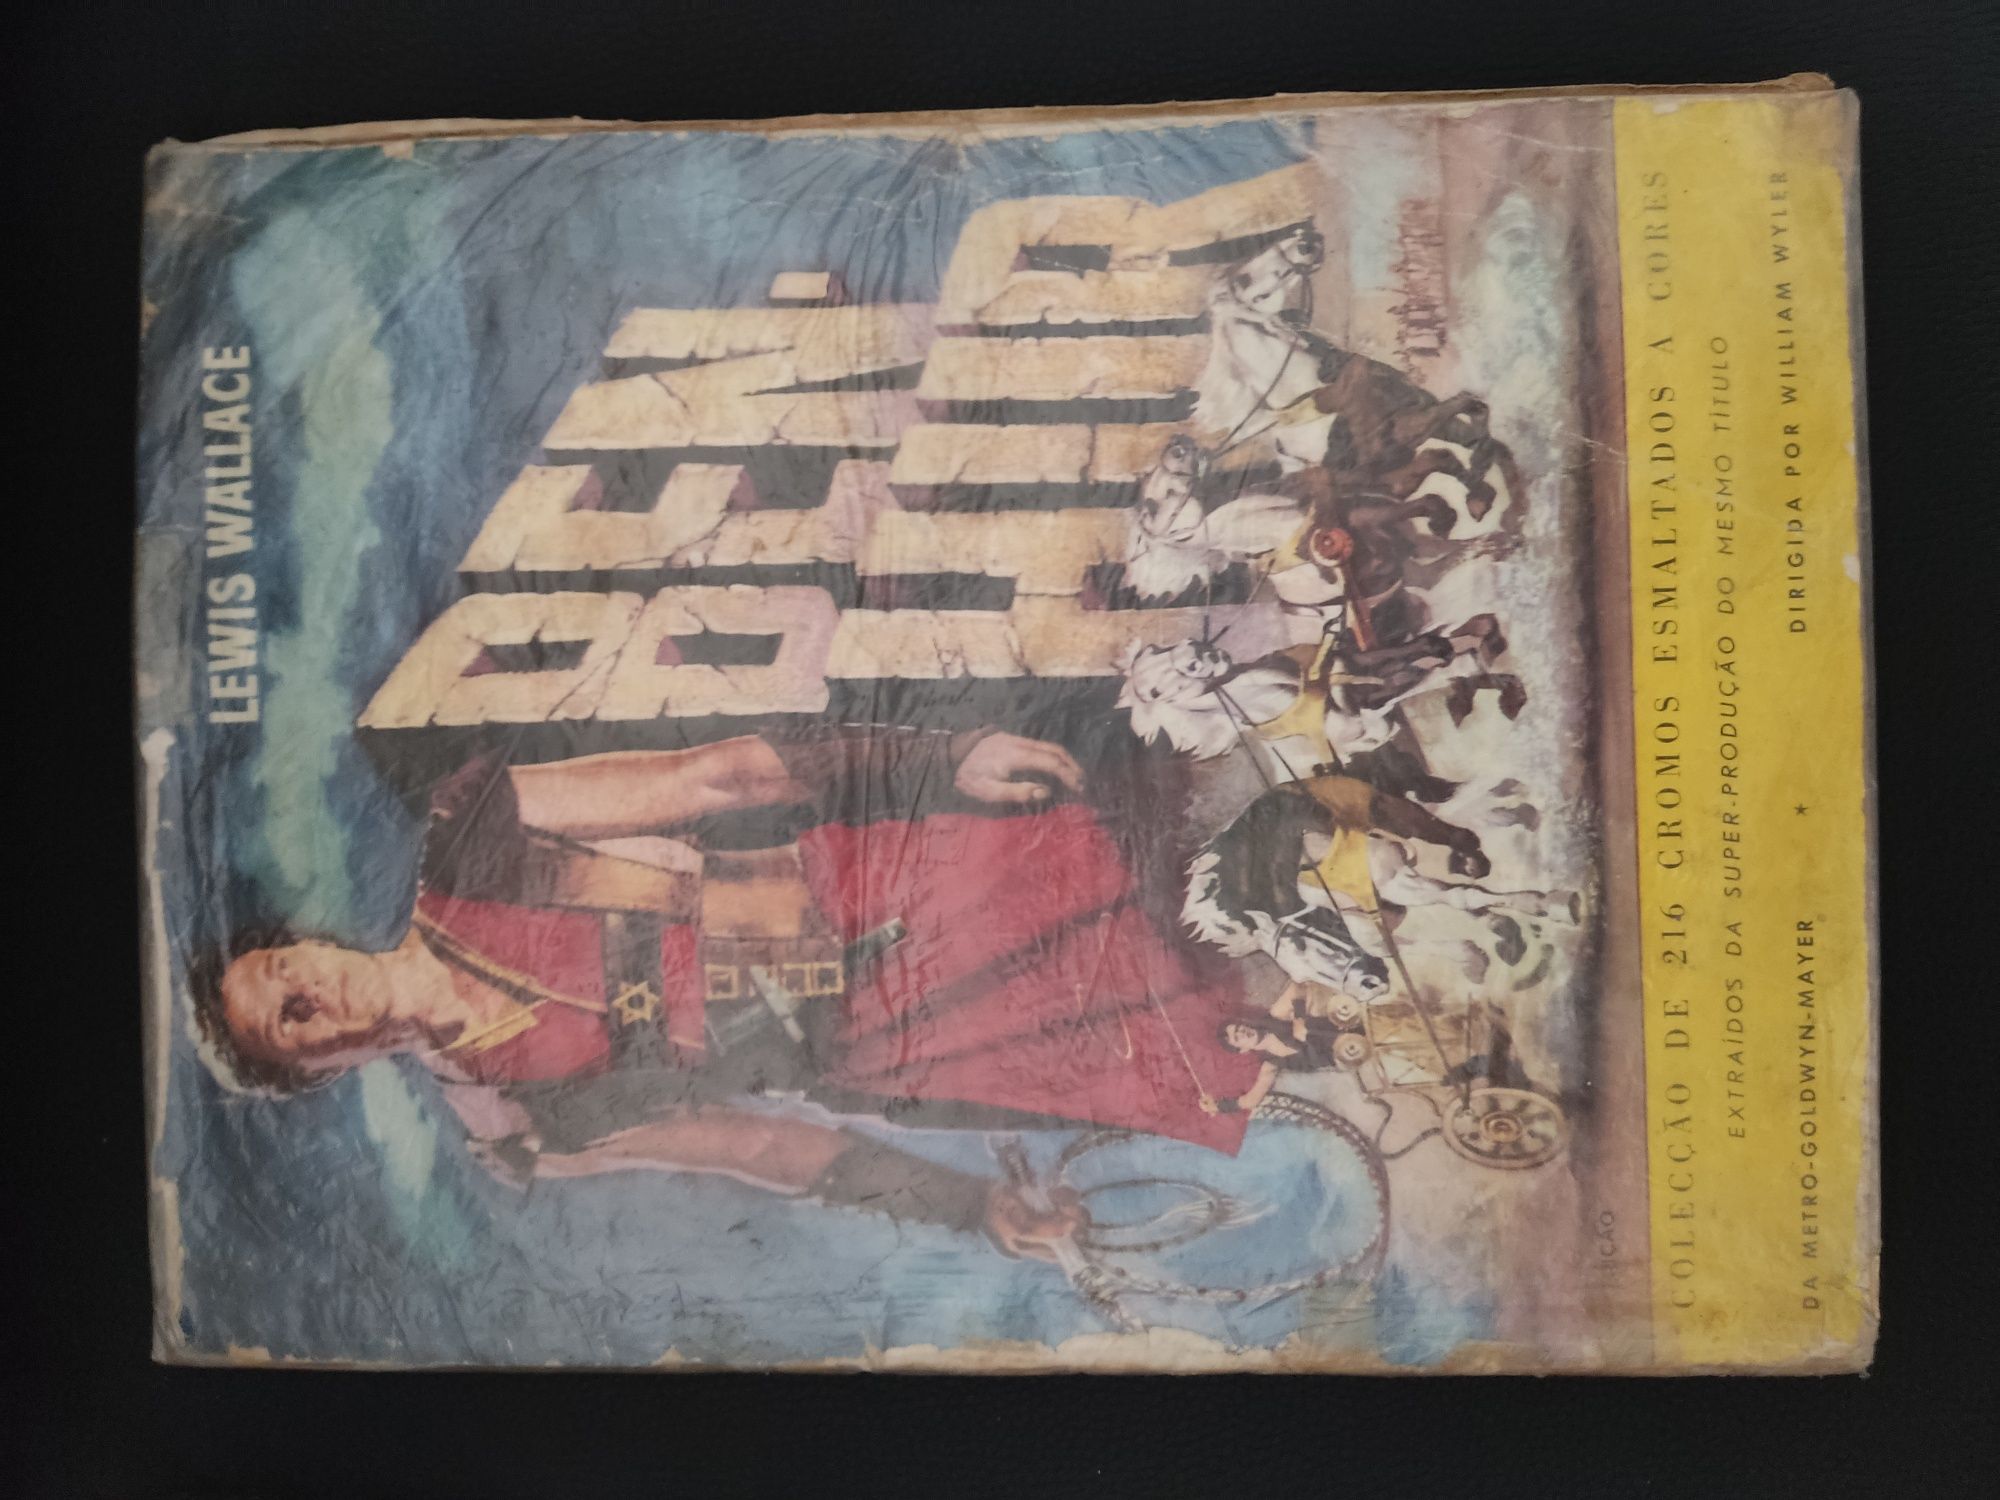 LEWIS WALLACE
BEN-
HUR
COLECÇÃO DE 216 CROMOS ESMALTADOS A CORES
EXTRAÍDOS DA SUPER-PRODUÇÃO DO MESMO TÍTULO
DA METRO-GOLDWYN-MAYER * DIRIGIDA POR WILLIAM WYLER